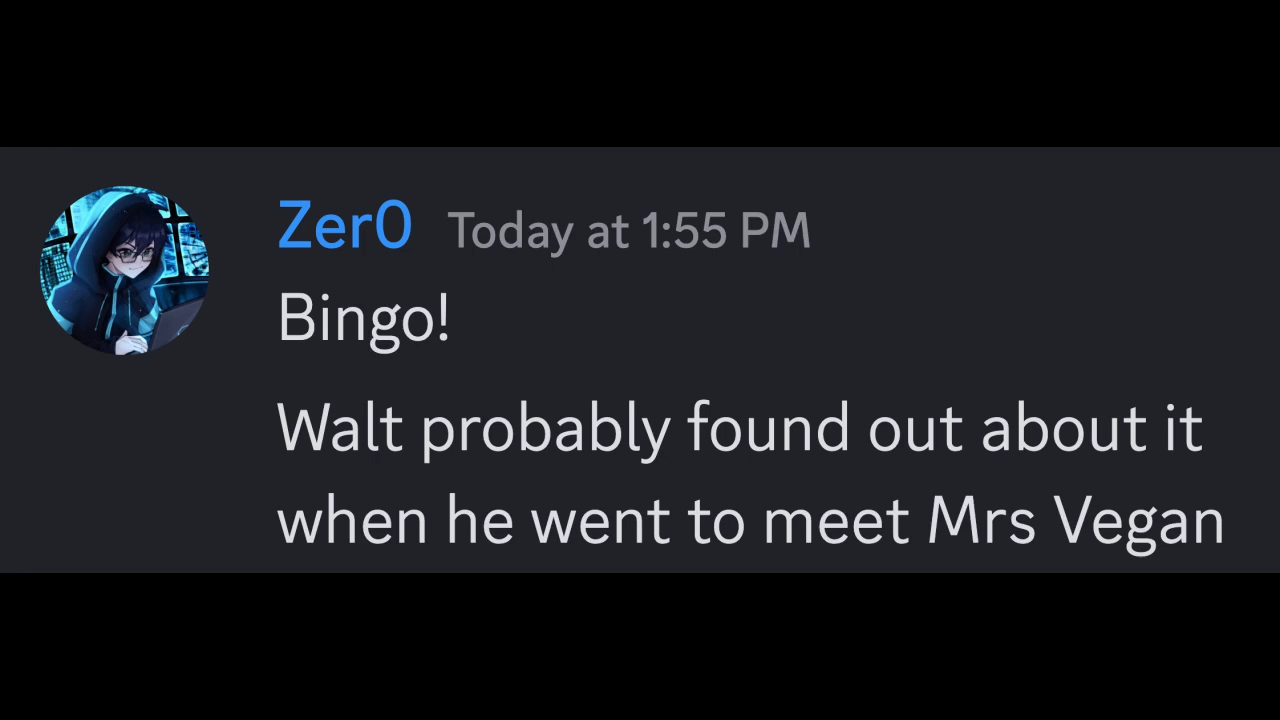 Zer0 Today at 1:55 PM
Bingo!
Walt probably found out about it
when he went to meet Mrs Vegan